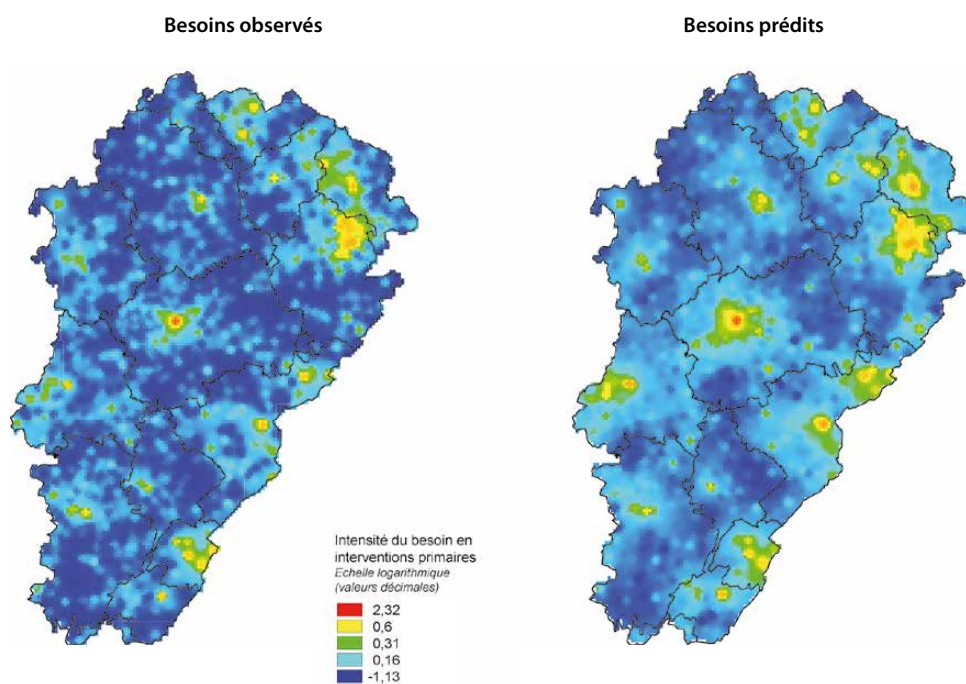 Besoins observés
Besoins prédits
Intensité du besoin en
interventions primaires
Echelle logarithmique
(valeurs décimales)
2,32
0,6
0,31
0,16
-1,13